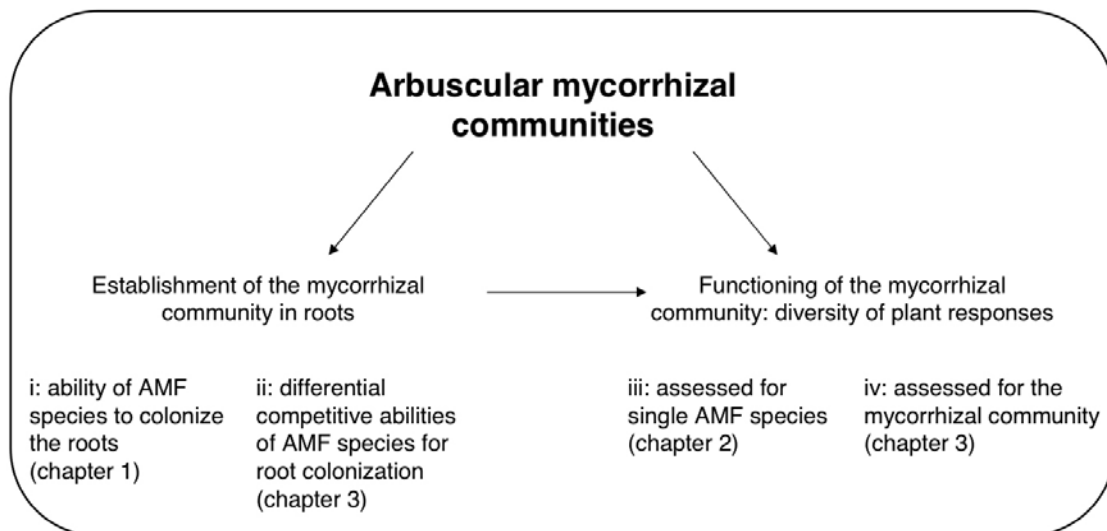 Arbuscular mycorrhizal
communities
Establishment of the mycorrhizal
community in roots
Functioning of the mycorrhizal
community: diversity of plant responses
i: ability of AMF
species to colonize
the roots
(chapter 1)
ii: differential
competitive abilities
of AMF species for
root colonization
(chapter 3)
iii: assessed for
single AMF species
(chapter 2)
iv: assessed for the
mycorrhizal community
(chapter 3)